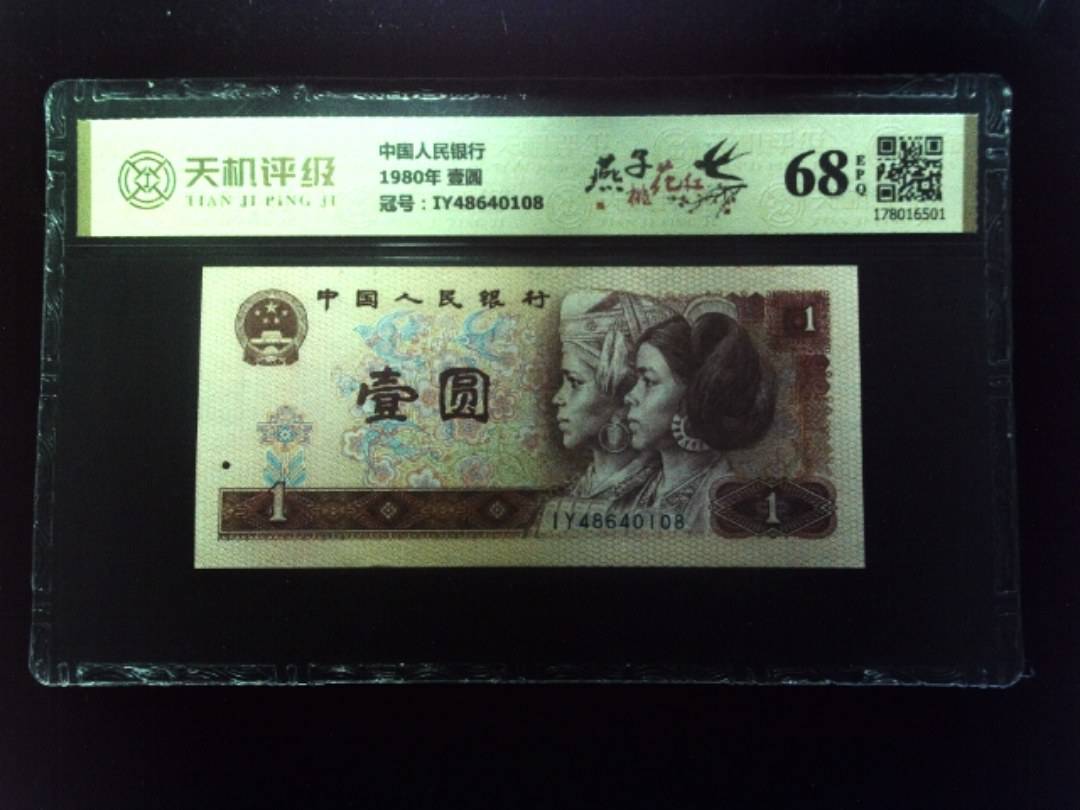 天机评级
TIAN JI PING JI
中国人民银行
1980年 壹圆
冠号：IY48640108
燕子
桃花红
68
EPQ
178016501
中国人民银行
壹圆
1
1
IY48640108
1